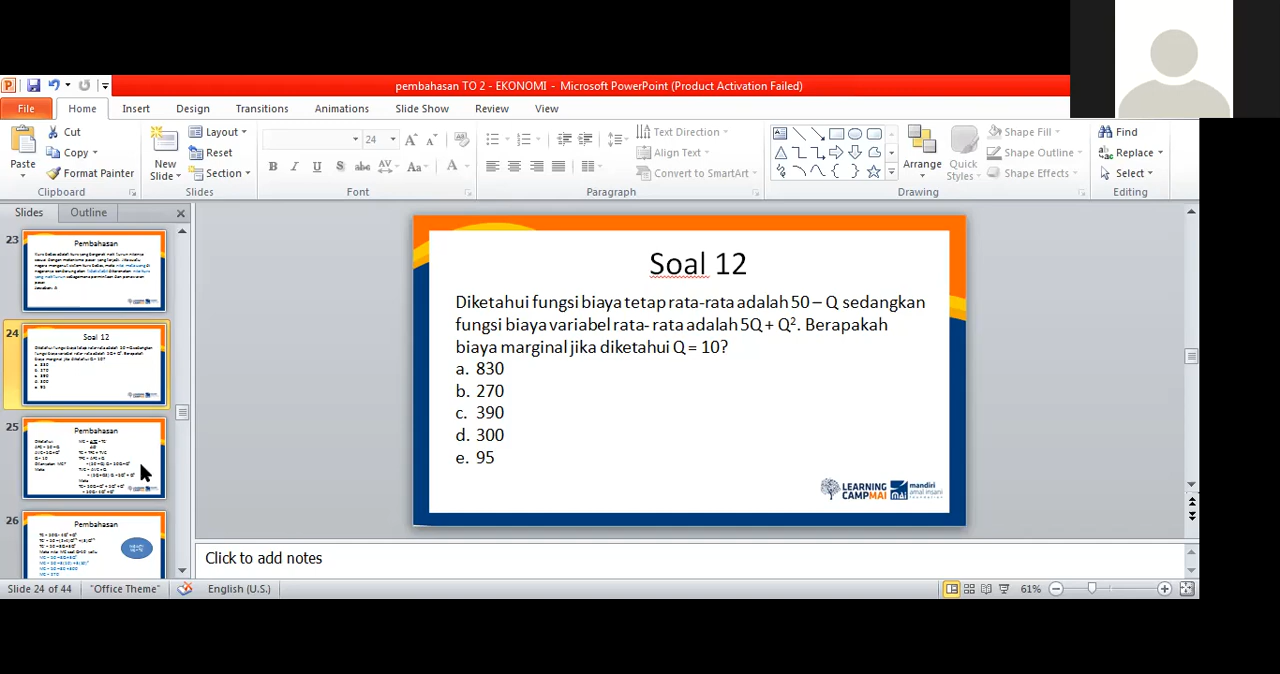 pembahasan TO 2 - EKONOMI - Microsoft PowerPoint (Product Activation Failed)
File Home Insert Design Transitions Animations Slide Show Review View
Cut
Copy
Format Painter
Paste
Clipboard
New
Slide
Layout
Reset
Section
Slides
24
Font
Text Direction
Align Text
Convert to SmartArt
Paragraph
Arrange
Quick
Styles
Shape Fill
Shape Outline
Shape Effects
Drawing
Find
Replace
Select
Editing
Slides Outline
23
Pembahasan
24
Soal 12
25
Pembahasan
26
Pembahasan
Soal 12
Diketahui fungsi biaya tetap rata-rata adalah 50 – Q sedangkan
fungsi biaya variabel rata- rata adalah 5Q + Q². Berapakah
biaya marginal jika diketahui Q = 10?
a. 830
b. 270
c. 390
d. 300
e. 95
LEARNING
CAMPMAI
MAI
mandiri
amal insani
foundation
Click to add notes
Slide 24 of 44 "Office Theme" English (U.S.) 61%